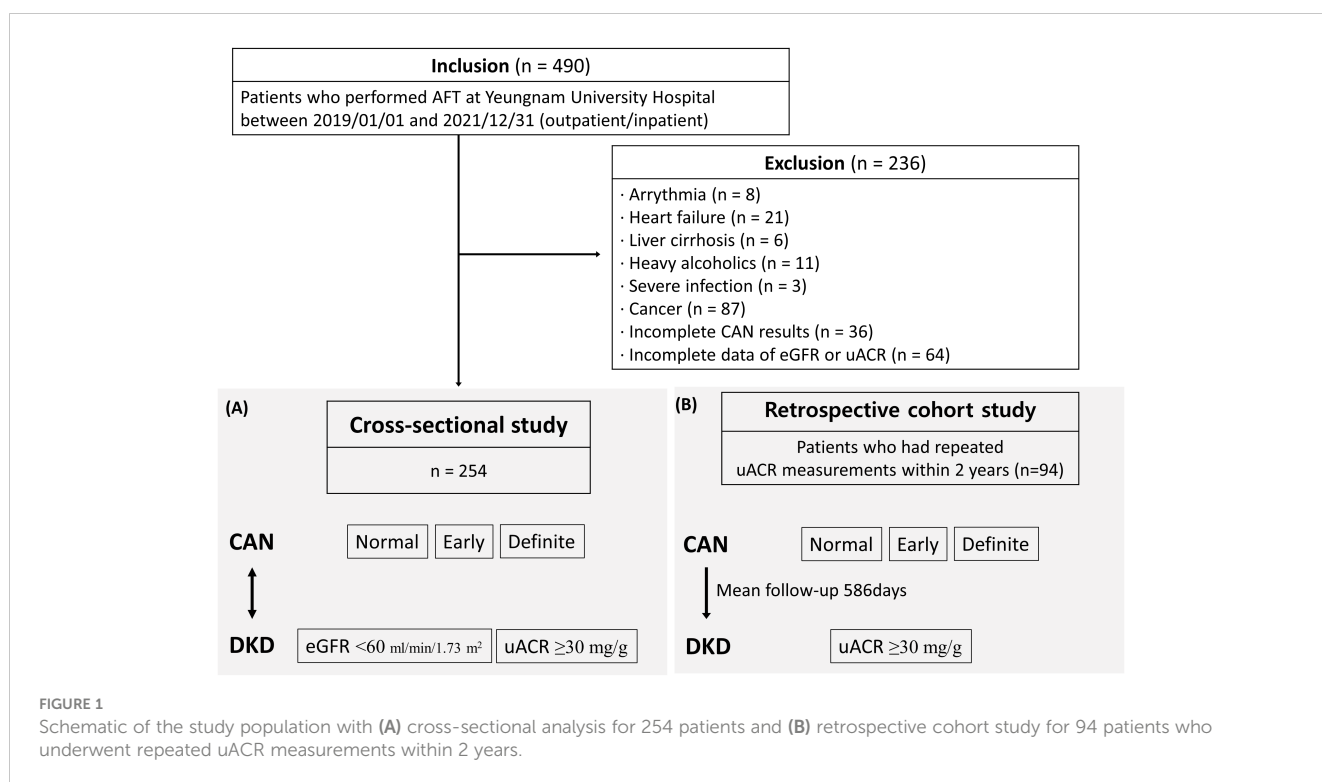 Inclusion (n = 490)
Patients who performed AFT at Yeungnam University Hospital
between 2019/01/01 and 2021/12/31 (outpatient/inpatient)
Exclusion (n = 236)
· Arrythmia (n = 8)
· Heart failure (n = 21)
· Liver cirrhosis (n = 6)
· Heavy alcoholics (n = 11)
· Severe infection (n = 3)
· Cancer (n = 87)
· Incomplete CAN results (n = 36)
· Incomplete data of eGFR or uACR (n = 64)
(A)
Cross-sectional study
n = 254
CAN
Normal Early Definite
DKD
eGFR <60 ml/min/1.73 m² uACR ≥30 mg/g
(B)
Retrospective cohort study
Patients who had repeated
uACR measurements within 2 years (n=94)
CAN
Normal Early Definite
Mean follow-up 586days
DKD
uACR ≥30 mg/g
FIGURE 1
Schematic of the study population with (A) cross-sectional analysis for 254 patients and (B) retrospective cohort study for 94 patients who
underwent repeated uACR measurements within 2 years.